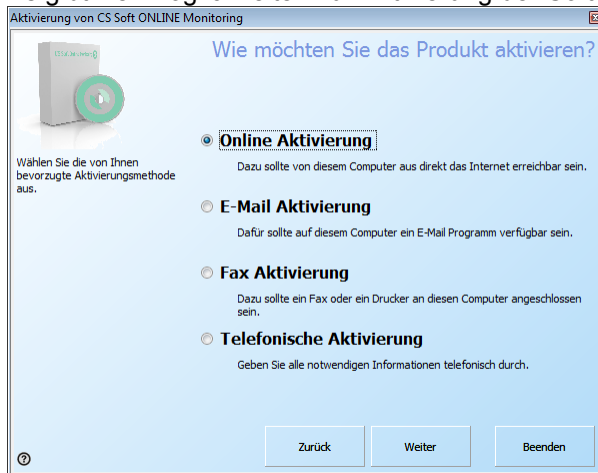 Aktivierung von CS Soft ONLINE Monitoring
Wie möchten Sie das Produkt aktivieren?
Wählen Sie die von Ihnen
bevorzugte Aktivierungsmethode
aus.
Online Aktivierung
Dazu sollte von diesem Computer aus direkt das Internet erreichbar sein.
E-Mail Aktivierung
Dafür sollte auf diesem Computer ein E-Mail Programm verfügbar sein.
Fax Aktivierung
Dazu sollte ein Fax oder ein Drucker an diesen Computer angeschlossen
sein.
Telefonische Aktivierung
Geben Sie alle notwendigen Informationen telefonisch durch.
Zurück
Weiter
Beenden